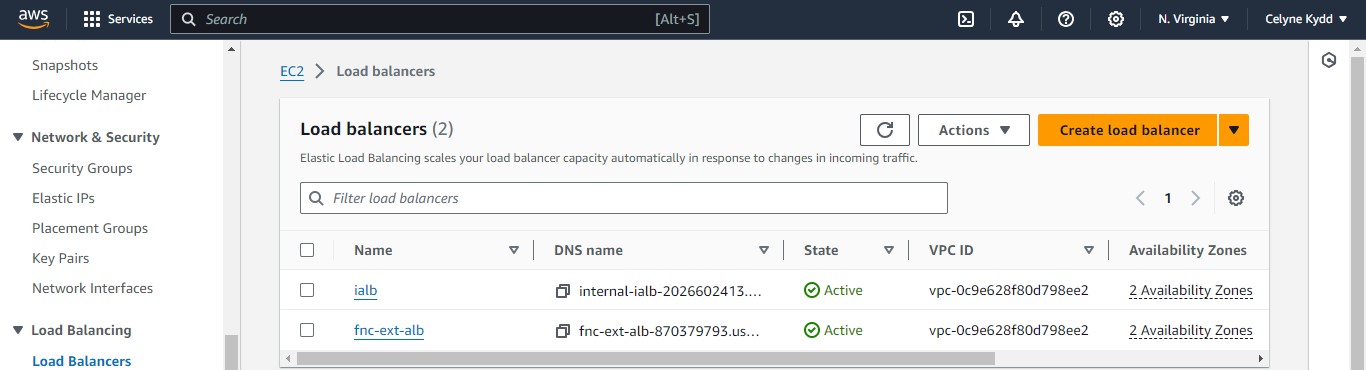 aws Services Search [Alt+S] N. Virginia Celyne Kydd
Snapshots
Lifecycle Manager
Network & Security
Security Groups
Elastic IPs
Placement Groups
Key Pairs
Network Interfaces
Load Balancing
Load Balancers
EC2 Load balancers
Load balancers (2) Actions Create load balancer
Elastic Load Balancing scales your load balancer capacity automatically in response to changes in incoming traffic.
Filter load balancers 1
Name DNS name State VPC ID Availability Zones
ialb internal-ialb-2026602413.... Active vpc-0c9e628f80d798ee2 2 Availability Zones
fnc-ext-alb fnc-ext-alb-870379793.us... Active vpc-0c9e628f80d798ee2 2 Availability Zones